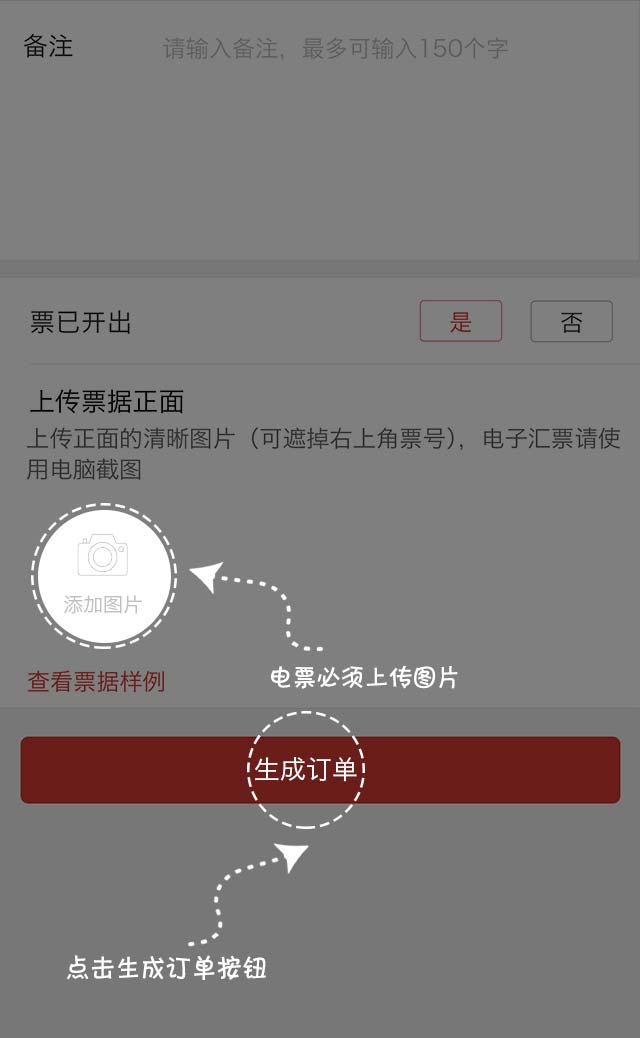 备注 请输入备注，最多可输入150个字
票已开出 是 否
上传票据正面
上传正面的清晰图片（可遮掉右上角票号），电子汇票请使
用电脑截图
添加图片
电票必须上传图片
查看票据样例
生成订单
点击生成订单按钮